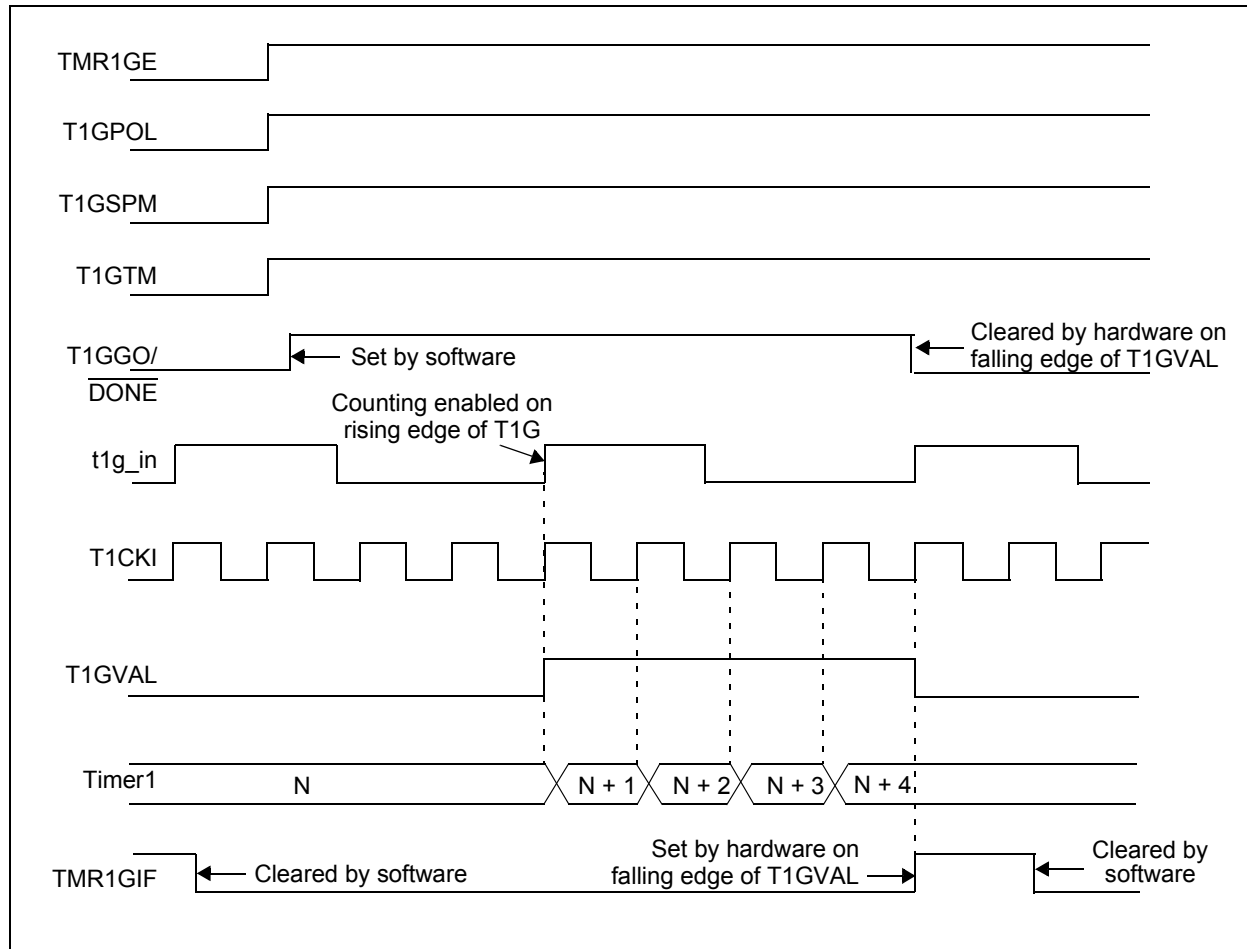 TMR1GE
T1GPOL
T1GSPM
T1GTM
T1GGO/
DONE
Set by software
Cleared by hardware on
falling edge of T1GVAL
Counting enabled on
rising edge of T1G
t1g_in
T1CKI
T1GVAL
Timer1
N
N + 1
N + 2
N + 3
N + 4
TMR1GIF
Cleared by software
Set by hardware on
falling edge of T1GVAL
Cleared by
software